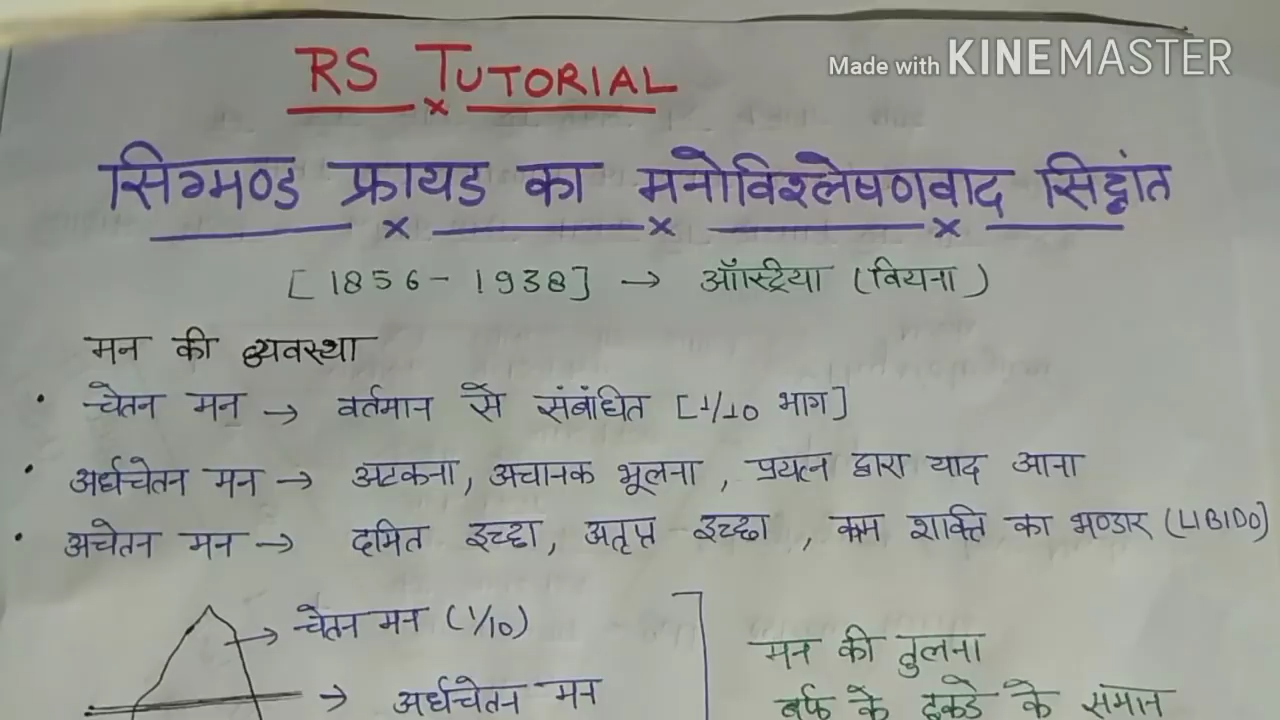 RS TUTORIAL
Made with KINEMASTER
सिगमण्ड फ्रायड का मनोविश्लेषणवाद सिद्धांत
[1856 - 1938] → ऑस्ट्रिया (वियना)
मन की व्यवस्था
• चेतन मन → वर्तमान से संबंधित [1/10 भाग]
• अर्धचेतन मन → अटकना, अचानक भूलना, प्रयत्न द्वारा याद आना
• अचेतन मन → दमित इच्छा, अतृप्त इच्छा, काम शक्ति का भण्डार (LIBIDO)
→ चेतन मन (1/10)
→ अर्धचेतन मन
मन की तुलना
बर्फ के टुकडे के समान